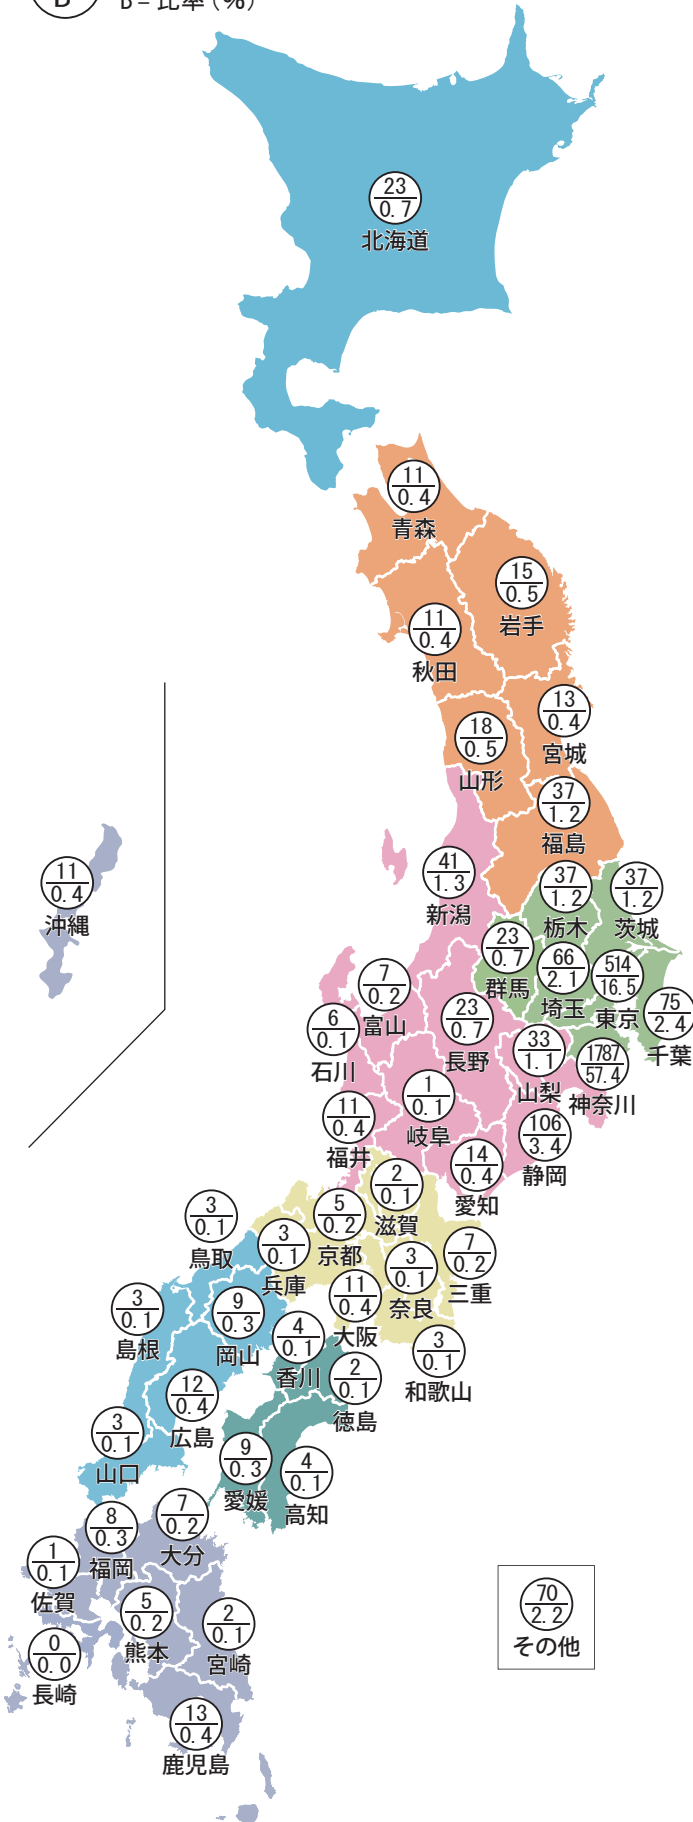 B
B = 比率(%)
23
0.7
北海道
11
0.4
青森
15
0.5
岩手
11
0.4
秋田
13
0.4
宮城
18
0.5
山形
37
1.2
福島
41
1.3
新潟
37
1.2
栃木
37
1.2
茨城
11
0.4
沖縄
23
0.7
群馬
66
2.1
埼玉
514
16.5
東京
75
2.4
千葉
7
0.2
富山
6
0.1
石川
23
0.7
長野
33
1.1
山梨
1787
57.4
神奈川
1
0.1
岐阜
11
0.4
福井
106
3.4
静岡
14
0.4
愛知
2
0.1
滋賀
5
0.2
京都
3
0.1
鳥取
3
0.1
兵庫
3
0.1
奈良
7
0.2
三重
11
0.4
大阪
3
0.1
島根
9
0.3
岡山
4
0.1
香川
3
0.1
和歌山
2
0.1
徳島
12
0.4
広島
3
0.1
山口
9
0.3
愛媛
4
0.1
高知
7
0.2
大分
8
0.3
福岡
1
0.1
佐賀
5
0.2
熊本
2
0.1
宮崎
0
0.0
長崎
13
0.4
鹿児島
70
2.2
その他